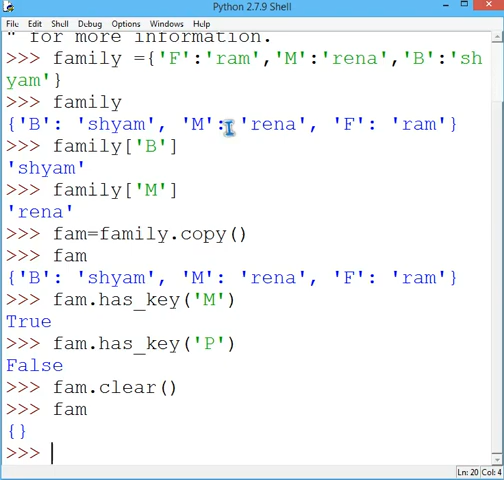 Python 2.7.9 Shell
File Edit Shell Debug Options Windows Help
" for more information.
>>> family ={'F':'ram','M':'rena','B':'sh
yam'}
>>> family
{'B': 'shyam', 'M': 'rena', 'F': 'ram'}
>>> family['B']
'shyam'
>>> family['M']
'rena'
>>> fam=family.copy()
>>> fam
{'B': 'shyam', 'M': 'rena', 'F': 'ram'}
>>> fam.has_key('M')
True
>>> fam.has_key('P')
False
>>> fam.clear()
>>> fam
{}
>>>
Ln: 20 Col: 4